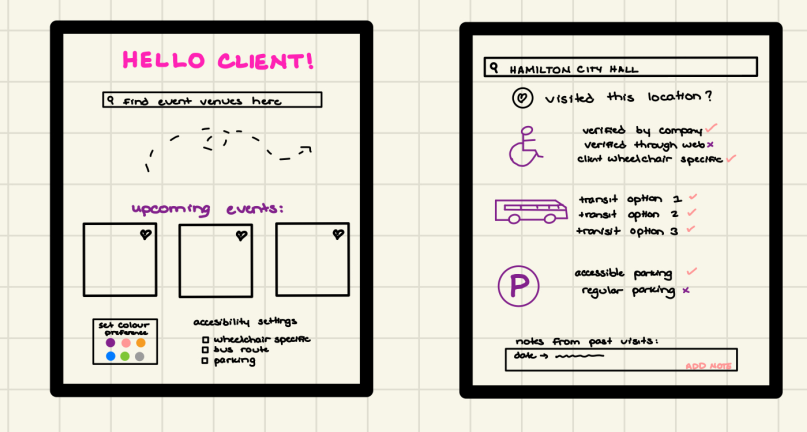 HELLO CLIENT!
find event venues here
upcoming events:
set colour
preference
accesibility settings
wheelchair specific
bus route
parking
HAMILTON CITY HALL
visited this location?
verified by company
verified through web
client wheelchair specific
transit option 1
transit option 2
transit option 3
P
accessible parking
regular parking
notes from past visits:
date →
ADD NOTE